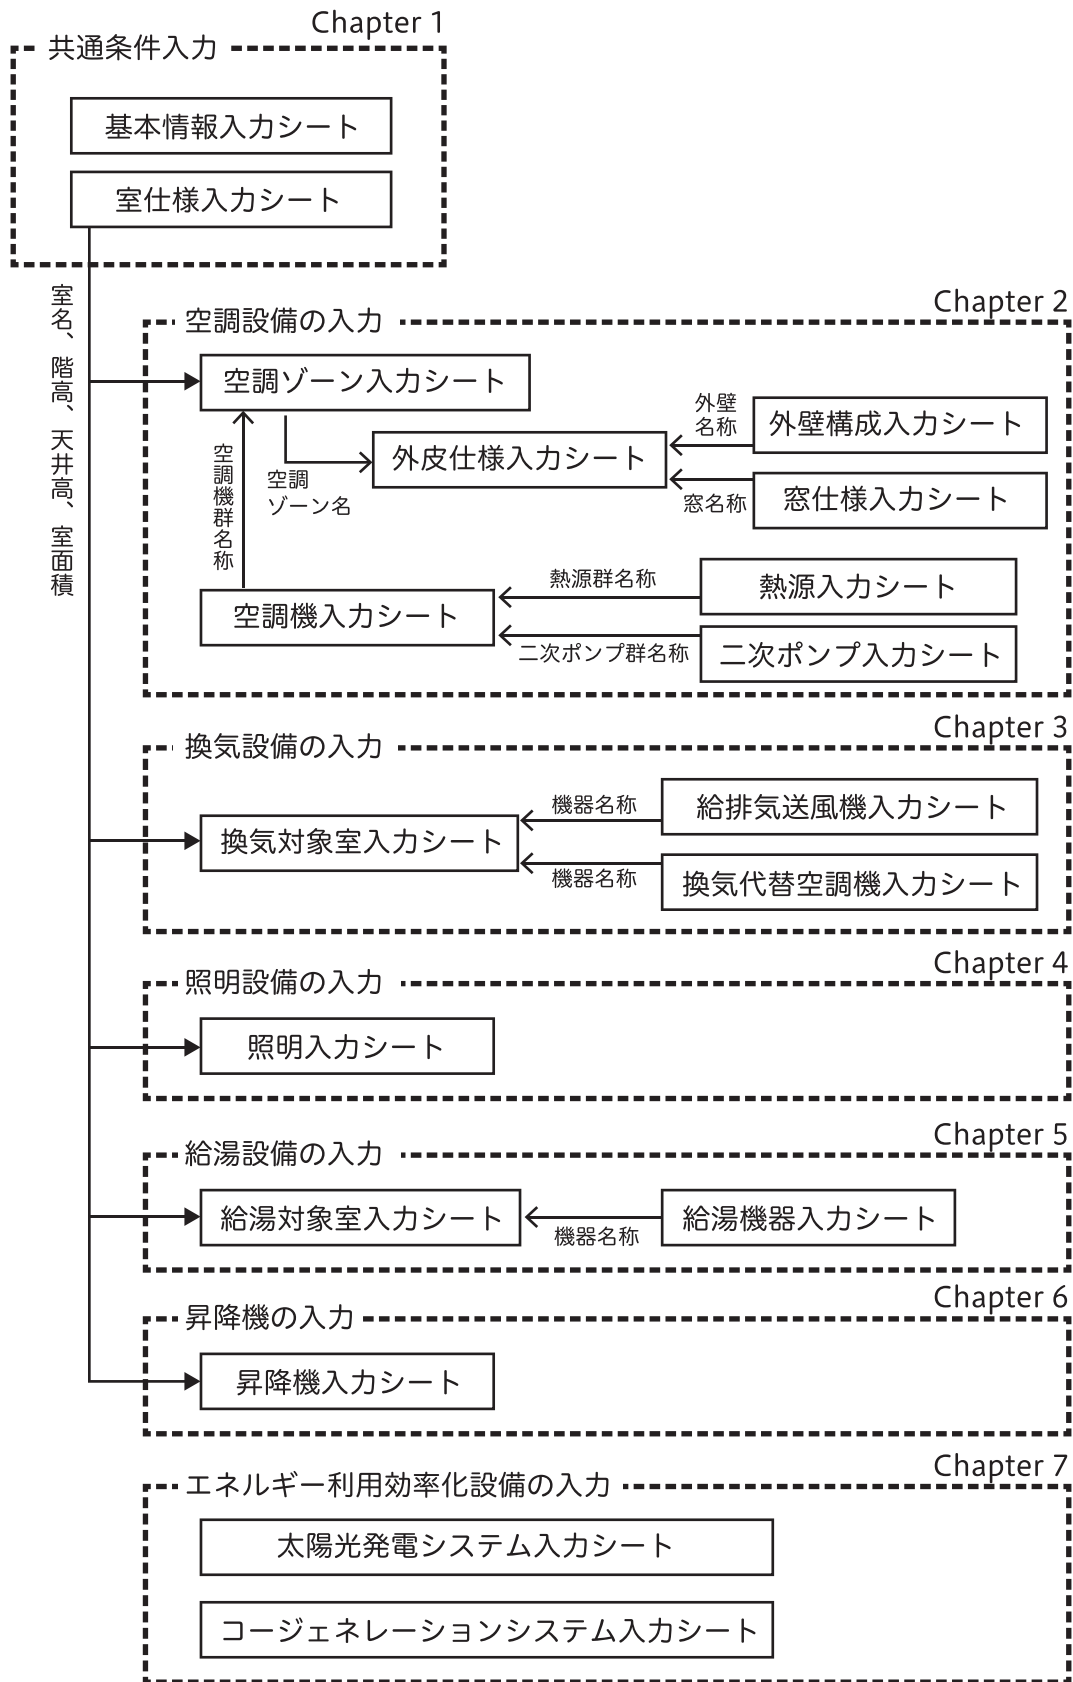 Chapter 1
共通条件入力
基本情報入力シート
室仕様入力シート
室名、階高、天井高、室面積
Chapter 2
空調設備の入力
空調ゾーン入力シート
外皮仕様入力シート
外壁
名称
外壁構成入力シート
窓名称
窓仕様入力シート
空調機群名称
空調
ゾーン名
空調機入力シート
熱源群名称
熱源入力シート
二次ポンプ群名称
二次ポンプ入力シート
Chapter 3
換気設備の入力
換気対象室入力シート
機器名称
給排気送風機入力シート
機器名称
換気代替空調機入力シート
Chapter 4
照明設備の入力
照明入力シート
Chapter 5
給湯設備の入力
給湯対象室入力シート
機器名称
給湯機器入力シート
Chapter 6
昇降機の入力
昇降機入力シート
Chapter 7
エネルギー利用効率化設備の入力
太陽光発電システム入力シート
コージェネレーションシステム入力シート